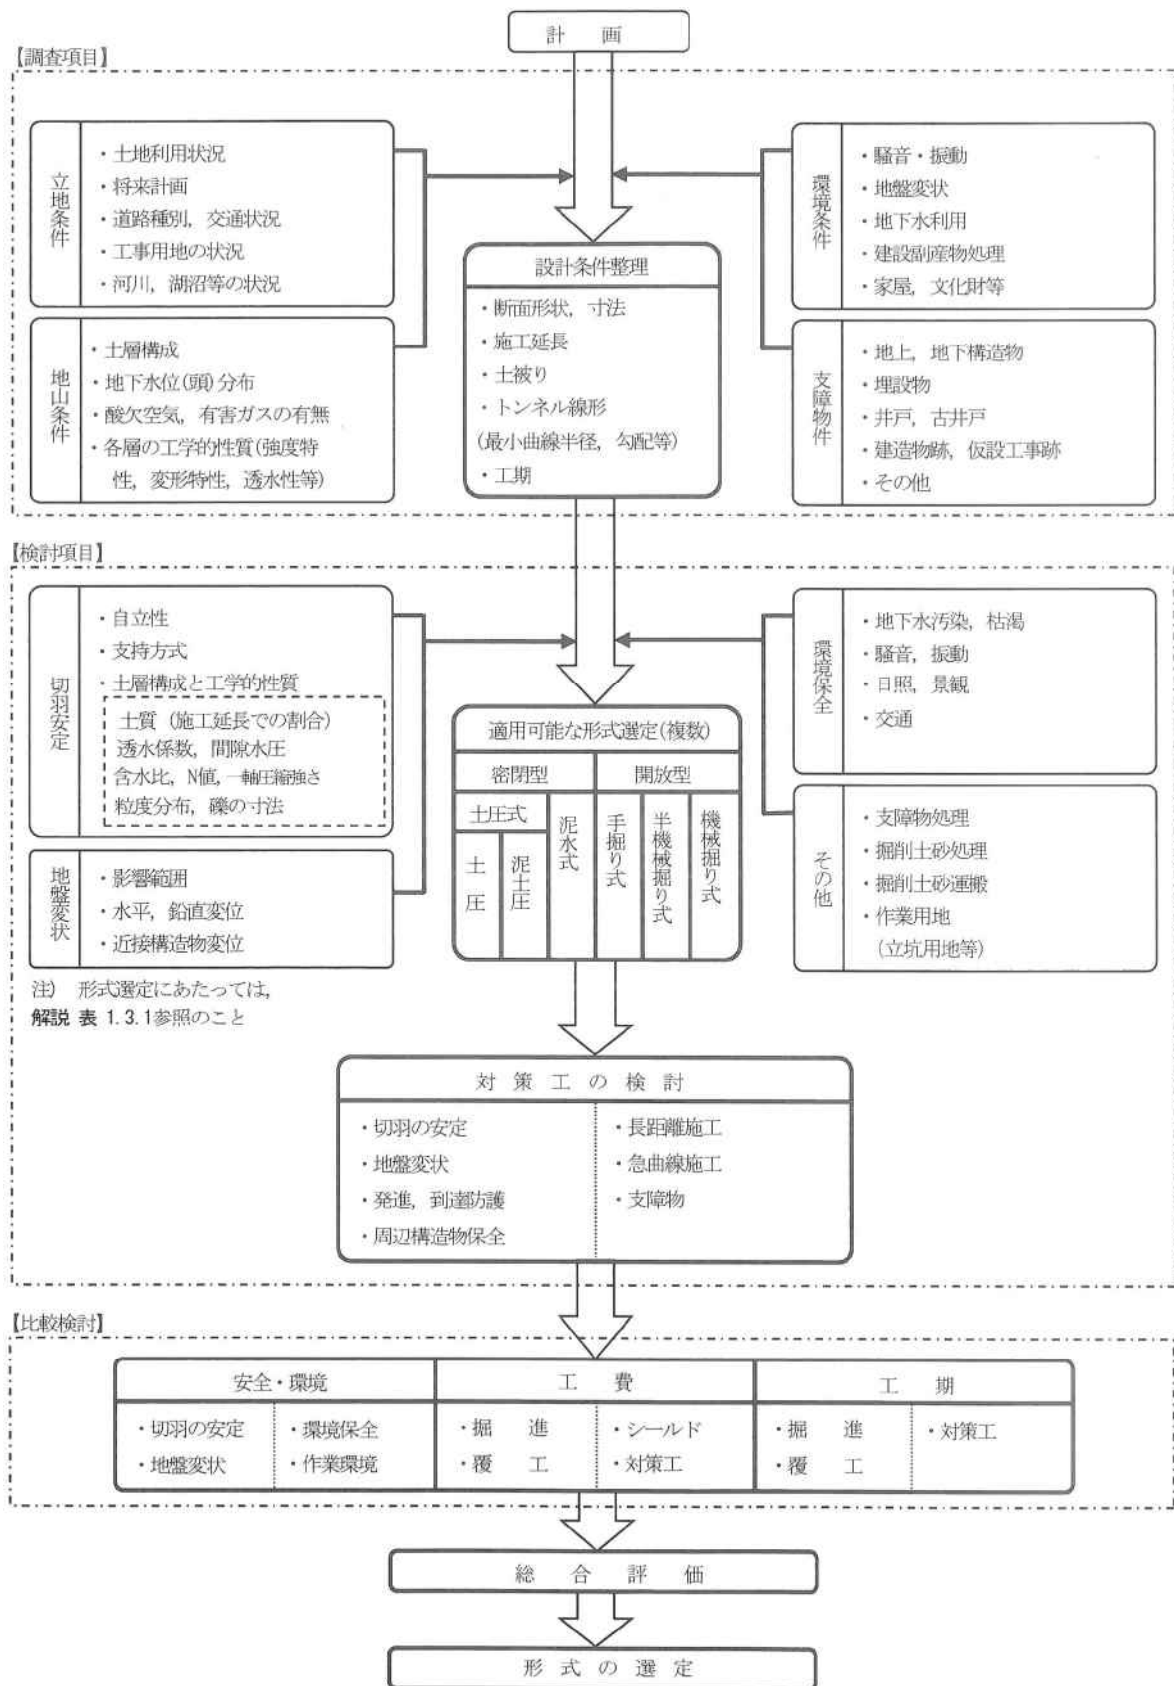 計 画
【調査項目】
立地条件
・土地利用状況
・将来計画
・道路種別，交通状況
・工事用地の状況
・河川，湖沼等の状況
地山条件
・土層構成
・地下水位(頭)分布
・酸欠空気，有害ガスの有無
・各層の工学的性質(強度特
性，変形特性，透水性等)
設計条件整理
・断面形状，寸法
・施工延長
・土被り
・トンネル線形
(最小曲線半径，勾配等)
・工期
環境条件
・騒音・振動
・地盤変状
・地下水利用
・建設副産物処理
・家屋，文化財等
支障物件
・地上，地下構造物
・埋設物
・井戸，古井戸
・建造物跡，仮設工事跡
・その他
【検討項目】
切羽安定
・自立性
・支持方式
・土層構成と工学的性質
土質（施工延長での割合）
透水係数，間隙水圧
含水比，N値，一軸圧縮強さ
粒度分布，礫の寸法
地盤変状
・影響範囲
・水平，鉛直変位
・近接構造物変位
注） 形式選定にあたっては，
解説 表 1.3.1参照のこと
適用可能な形式選定(複数)
密閉型
開放型
土圧式
土圧
泥土圧
泥水式
手掘り式
半機械掘り式
機械掘り式
環境保全
・地下水汚染，枯渇
・騒音，振動
・日照，景観
・交通
その他
・支障物処理
・掘削土砂処理
・掘削土砂運搬
・作業用地
(立坑用地等)
対 策 工 の 検 討
・切羽の安定
・地盤変状
・発進，到達防護
・周辺構造物保全
・長距離施工
・急曲線施工
・支障物
【比較検討】
安全・環境
・切羽の安定
・地盤変状
・環境保全
・作業環境
工 費
・掘 進
・覆 工
・シールド
・対策工
工 期
・掘 進
・覆 工
・対策工
総 合 評 価
形 式 の 選 定